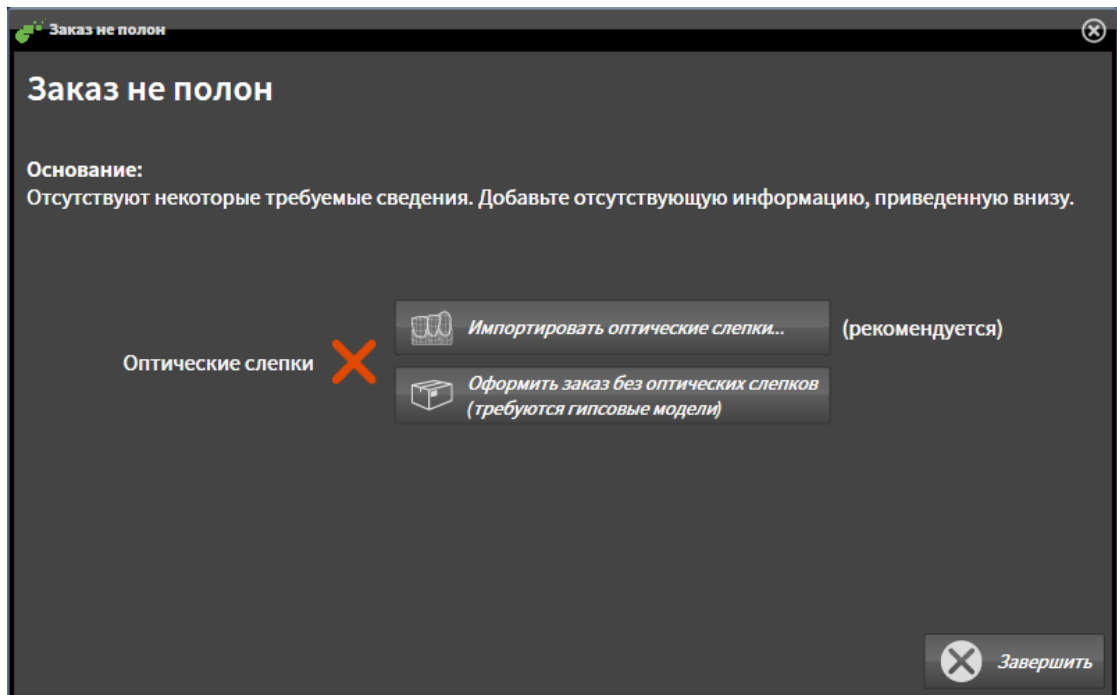 Заказ не полон
Заказ не полон
Основание:
Отсутствуют некоторые требуемые сведения. Добавьте отсутствующую информацию, приведенную внизу.
Импортировать оптические слепки...
(рекомендуется)
Оптические слепки
Оформить заказ без оптических слепков
(требуются гипсовые модели)
Завершить